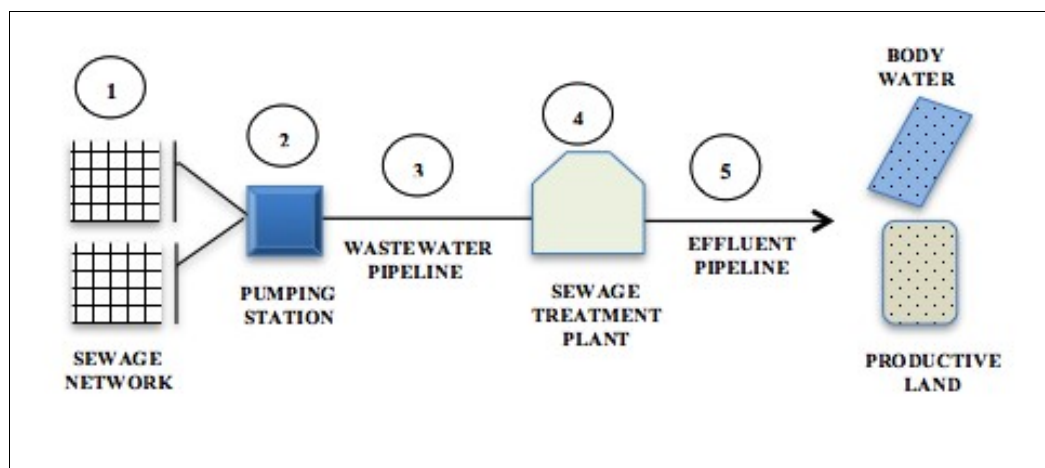 1
SEWAGE
NETWORK
2
PUMPING
STATION
3
WASTEWATER
PIPELINE
4
SEWAGE
TREATMENT
PLANT
5
EFFLUENT
PIPELINE
BODY
WATER
PRODUCTIVE
LAND